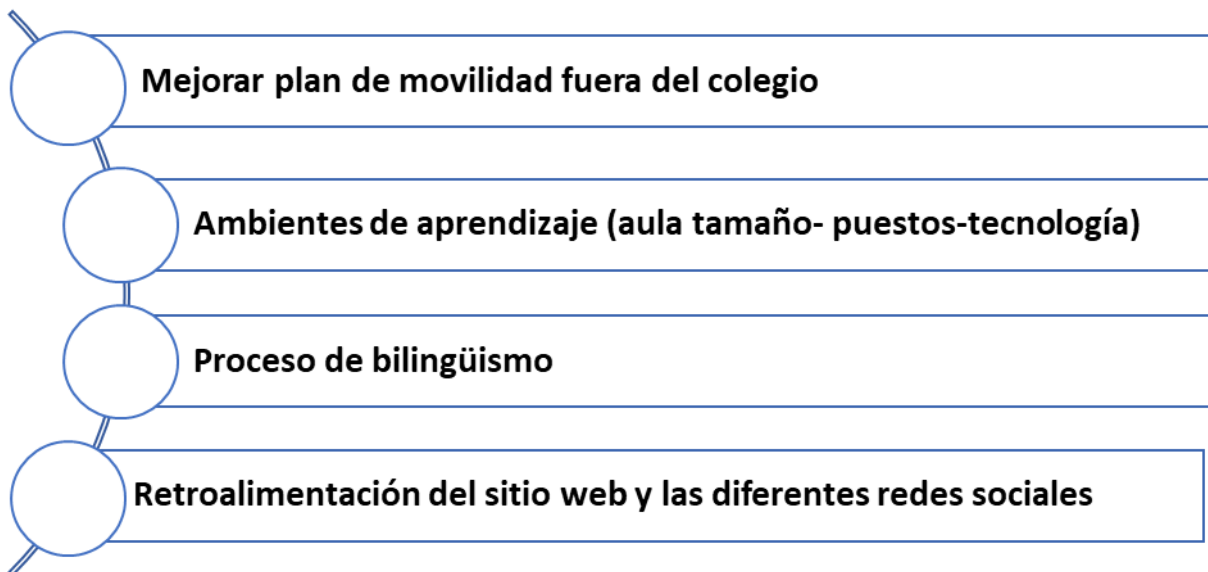 Mejorar plan de movilidad fuera del colegio
Ambientes de aprendizaje (aula tamaño- puestos-tecnología)
Proceso de bilingüismo
Retroalimentación del sitio web y las diferentes redes sociales